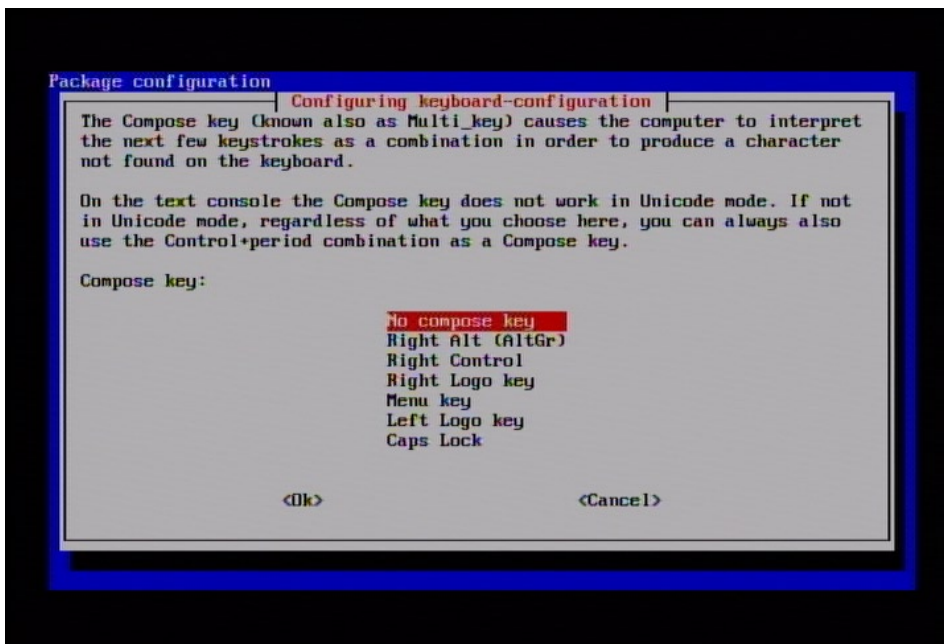 Package configuration
Configuring keyboard-configuration
The Compose key (known also as Multi_key) causes the computer to interpret
the next few keystrokes as a combination in order to produce a character
not found on the keyboard.
On the text console the Compose key does not work in Unicode mode. If not
in Unicode mode, regardless of what you choose here, you can always also
use the Control+period combination as a Compose key.
Compose key:
No compose key
Right Alt (AltGr)
Right Control
Right Logo key
Menu key
Left Logo key
Caps Lock
<Ok> <Cancel>